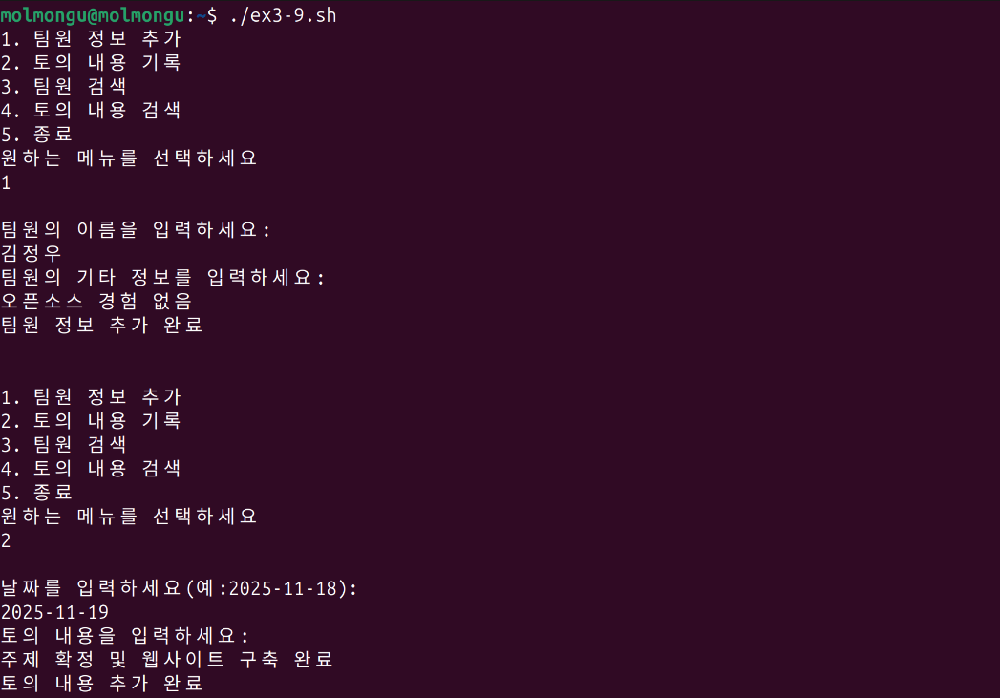 molmongu@molmongu:~$ ./ex3-9.sh
1. 팀원 정보 추가
2. 토의 내용 기록
3. 팀원 검색
4. 토의 내용 검색
5. 종료
원하는 메뉴를 선택하세요
1
팀원의 이름을 입력하세요:
김정우
팀원의 기타 정보를 입력하세요:
오픈소스 경험 없음
팀원 정보 추가 완료
1. 팀원 정보 추가
2. 토의 내용 기록
3. 팀원 검색
4. 토의 내용 검색
5. 종료
원하는 메뉴를 선택하세요
2
날짜를 입력하세요(예:2025-11-18):
2025-11-19
토의 내용을 입력하세요:
주제 확정 및 웹사이트 구축 완료
토의 내용 추가 완료